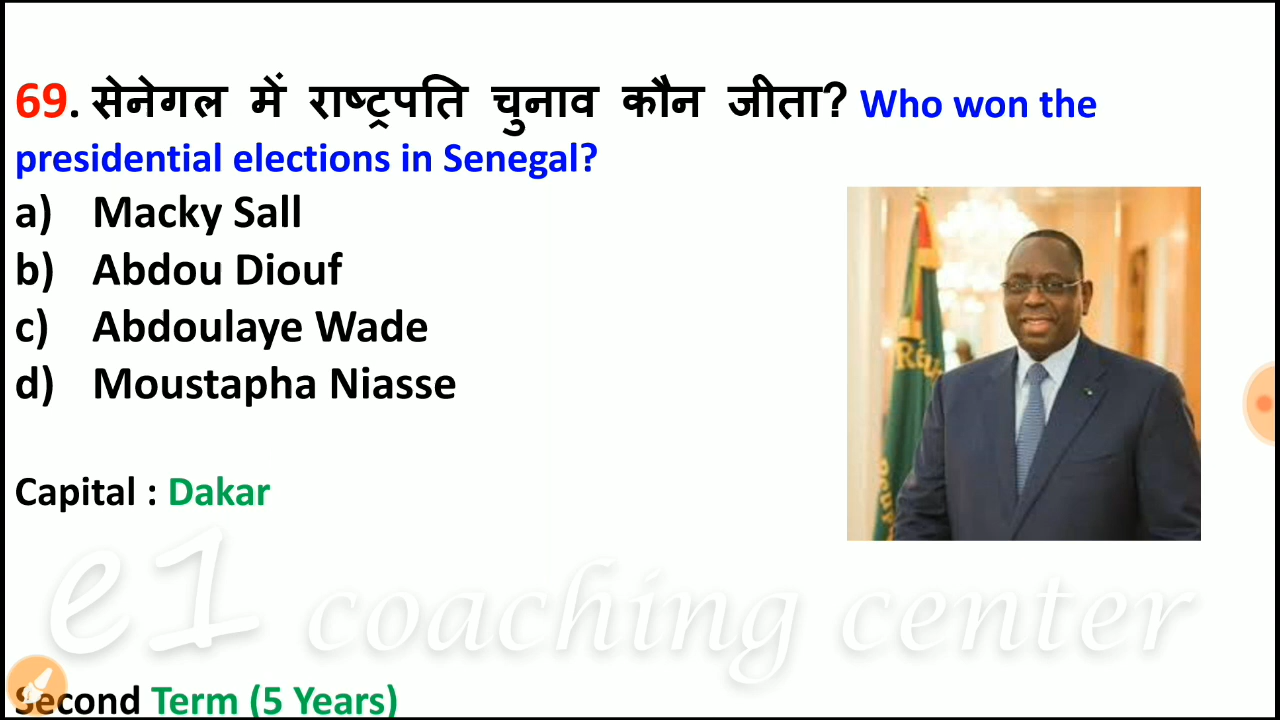 69. सेनेगल में राष्ट्रपति चुनाव कौन जीता? Who won the
presidential elections in Senegal?
a) Macky Sall
b) Abdou Diouf
c) Abdoulaye Wade
d) Moustapha Niasse
Capital : Dakar
e1 coaching center
Second Term (5 Years)